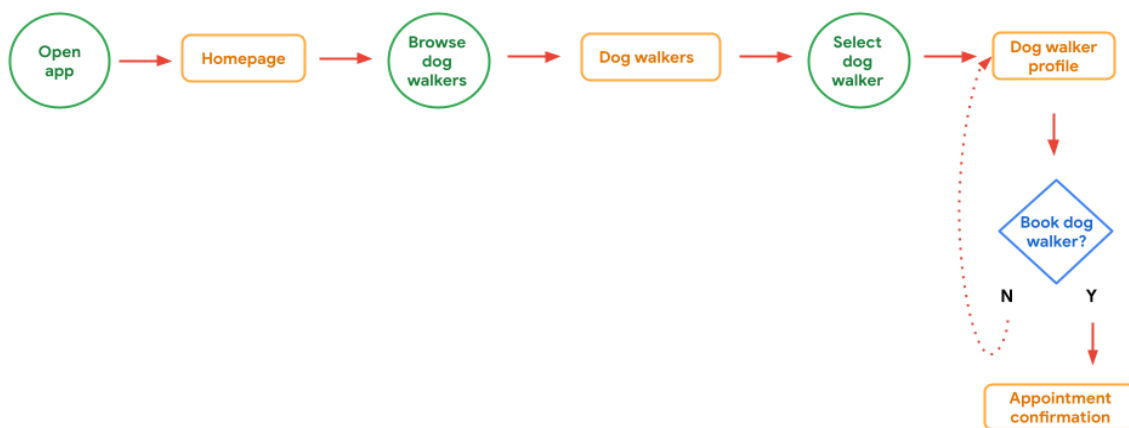 Open
app
Homepage
Browse
dog
walkers
Dog walkers
Select
dog
walker
Dog walker
profile
Book dog
walker?
N
Y
Appointment
confirmation